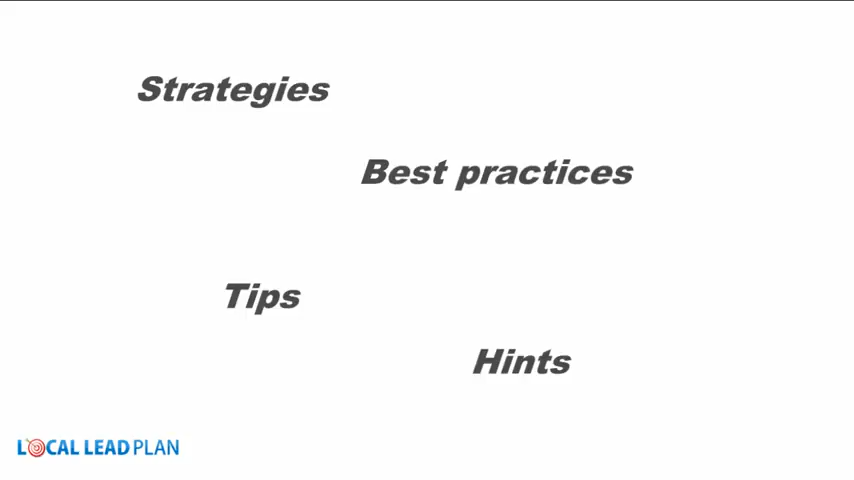 Strategies
Best practices
Tips
Hints
LOCAL LEAD PLAN